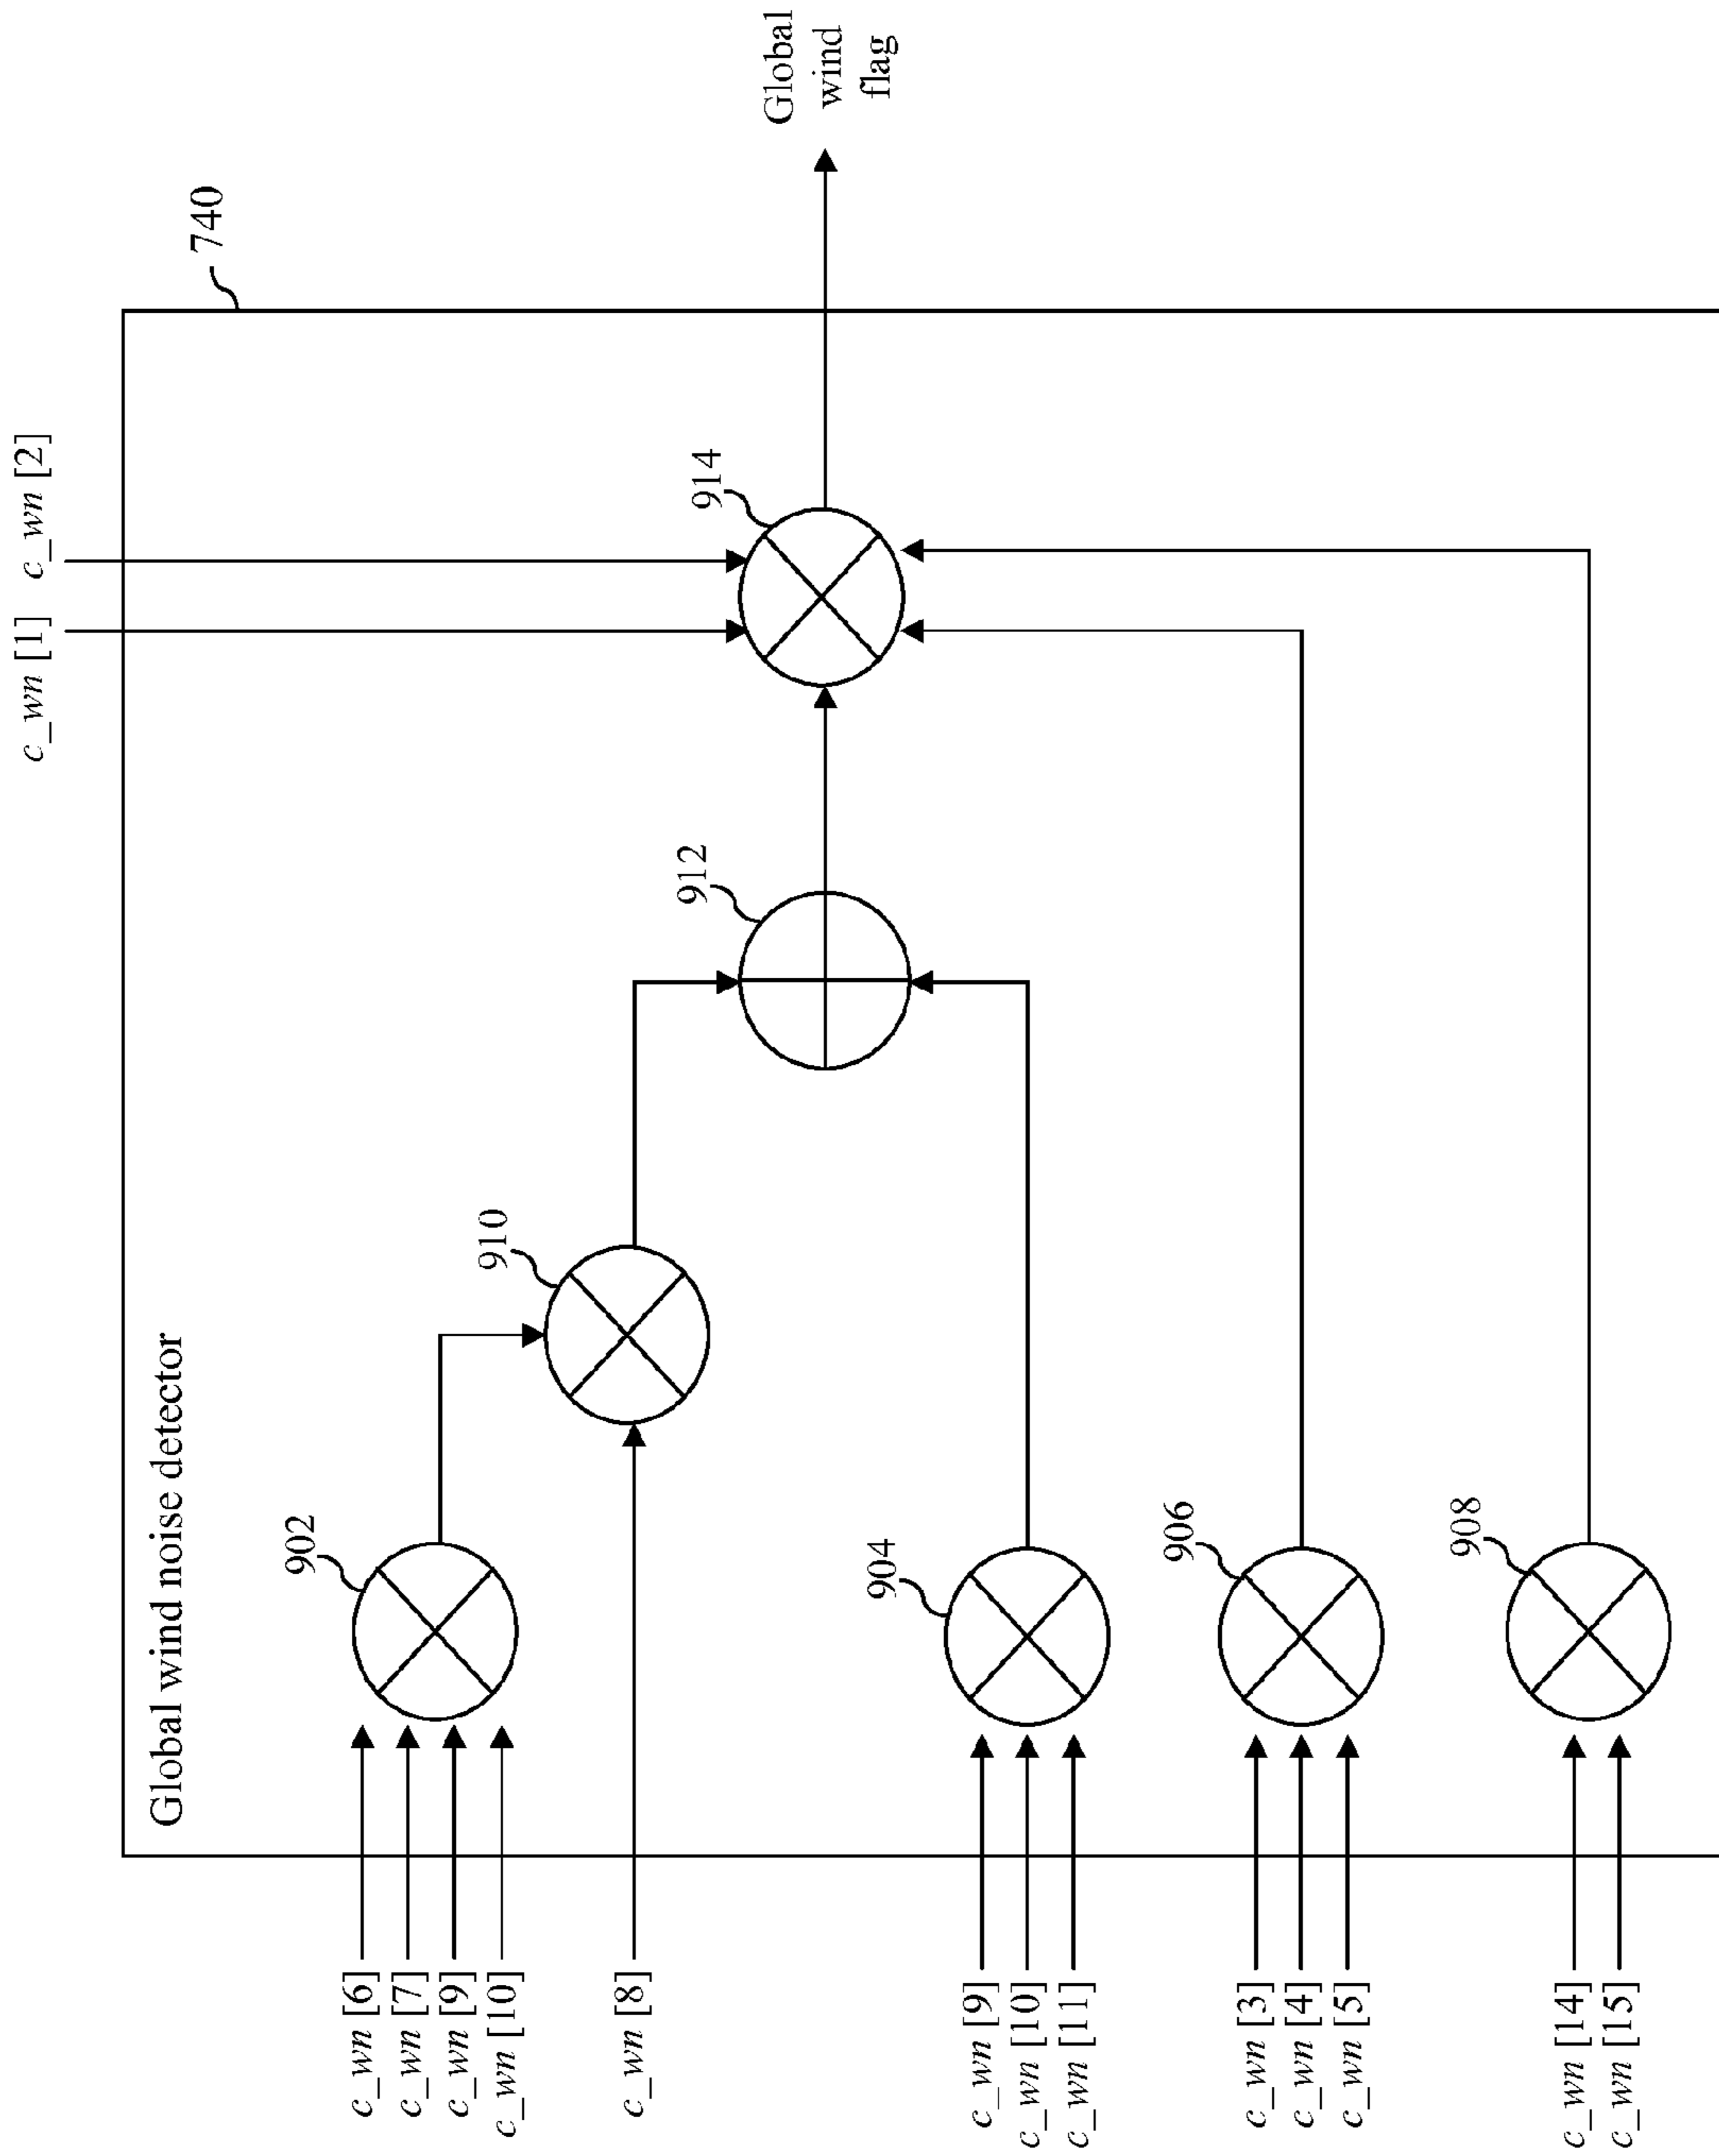 c_wn [1] c_wn [2]
740
Global wind noise detector
c_wn [6]
c_wn [7]
c_wn [9]
c_wn [10]
902
c_wn [8]
910
912
914
Global
wind
flag
c_wn [9]
c_wn [10]
c_wn [11]
904
c_wn [3]
c_wn [4]
c_wn [5]
906
c_wn [14]
c_wn [15]
908